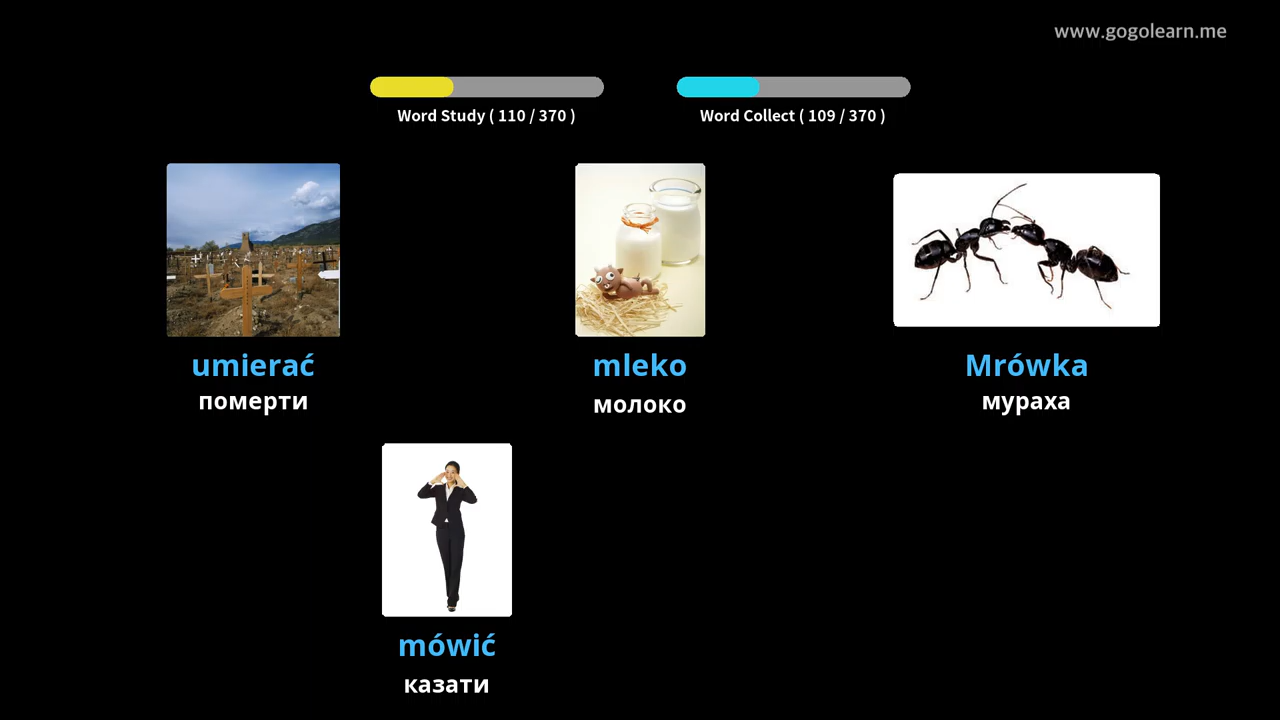 www.gogolearn.me
Word Study ( 110 / 370 )
Word Collect ( 109 / 370 )
umierać
померти
mleko
молоко
Mrówka
мураха
mówić
казати